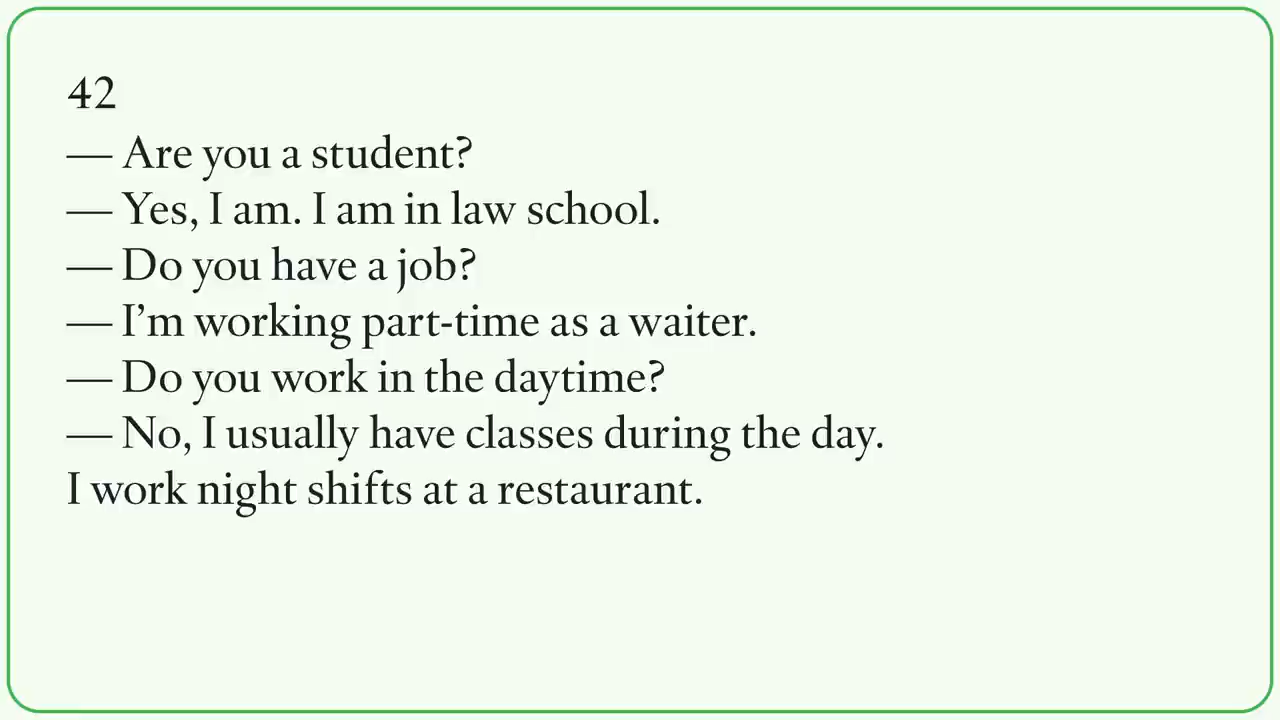 42
— Are you a student?
— Yes, I am. I am in law school.
— Do you have a job?
— I’m working part-time as a waiter.
— Do you work in the daytime?
— No, I usually have classes during the day.
I work night shifts at a restaurant.